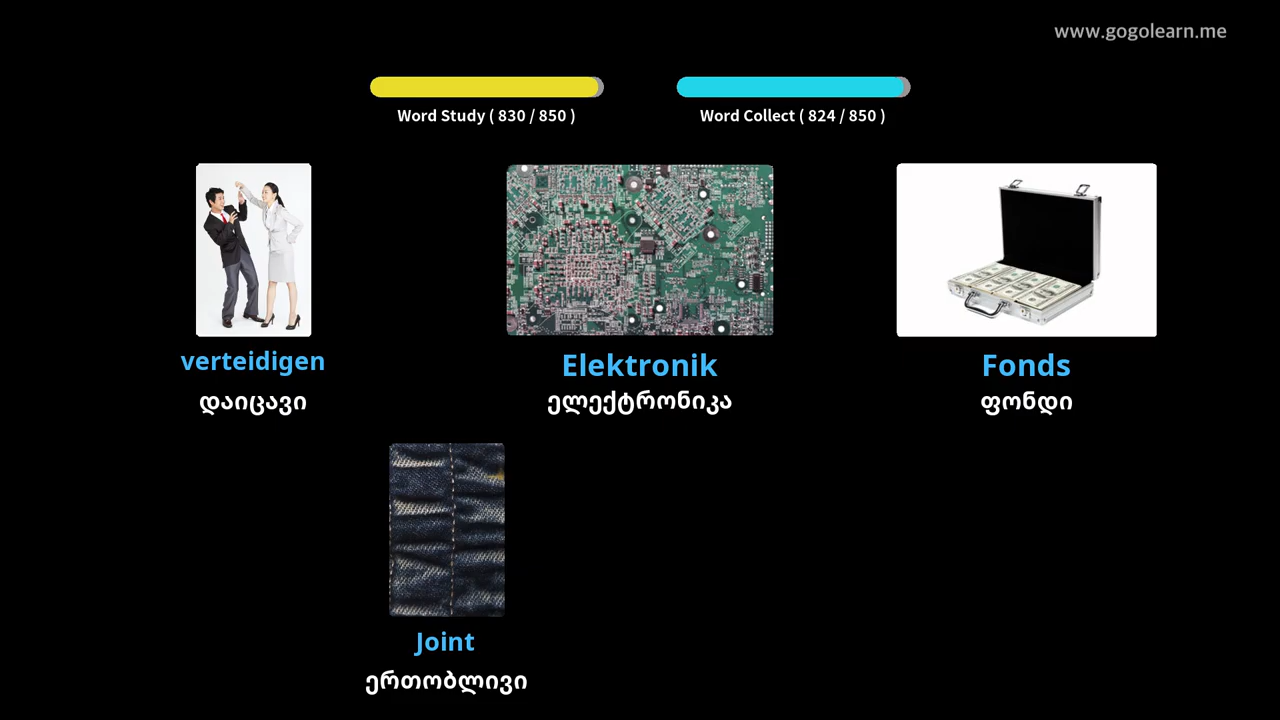 www.gogolearn.me
Word Study ( 830 / 850 )
Word Collect ( 824 / 850 )
verteidigen
დაიცავი
Elektronik
ელექტრონიკა
Fonds
ფონდი
Joint
ერთობლივი